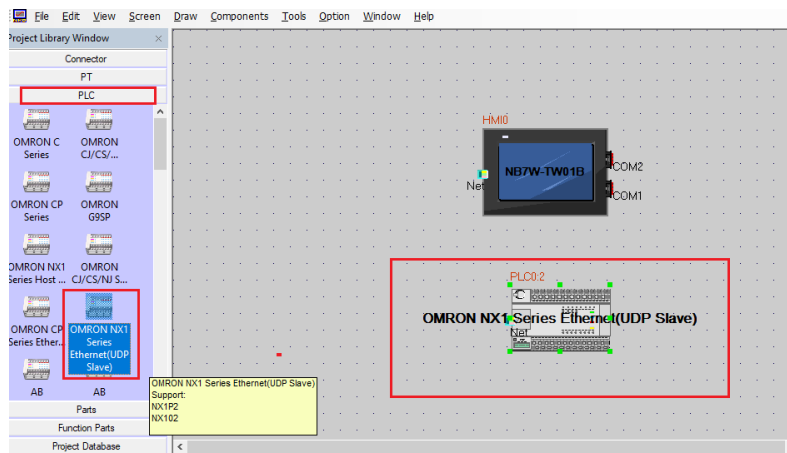 File Edit View Screen Draw Components Tools Option Window Help
Project Library Window
Connector
PT
PLC
OMRON C
Series
OMRON
CJ/CS/...
OMRON CP
Series
OMRON
G9SP
OMRON NX1
Series Host ...
OMRON
CJ/CS/NJ S...
OMRON CP
Series Ether...
OMRON NX1
Series
Ethernet(UDP
Slave)
AB
AB
Parts
Function Parts
Project Database
OMRON NX1 Series Ethernet(UDP Slave)
Support:
NX1P2
NX102
HMI0
NB7W-TW01B
COM2
Net
COM1
PLC0:2
OMRON NX1 Series Ethernet(UDP Slave)
Net